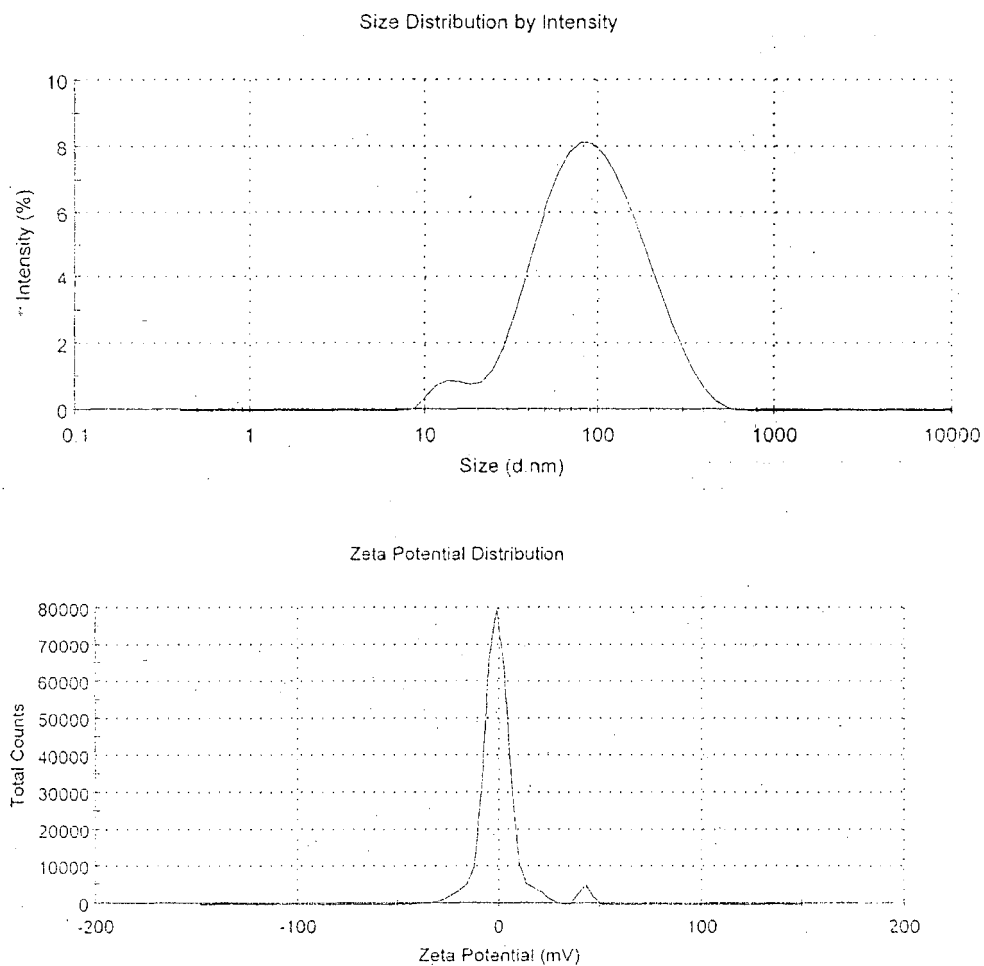 Size Distribution by Intensity
10
8
6
4
2
0
Intensity (%)
0.1 1 10 100 1000 10000
Size (d.nm)
Zeta Potential Distribution
80000
70000
60000
50000
40000
30000
20000
10000
0
Total Counts
-200 -100 0 100 200
Zeta Potential (mV)